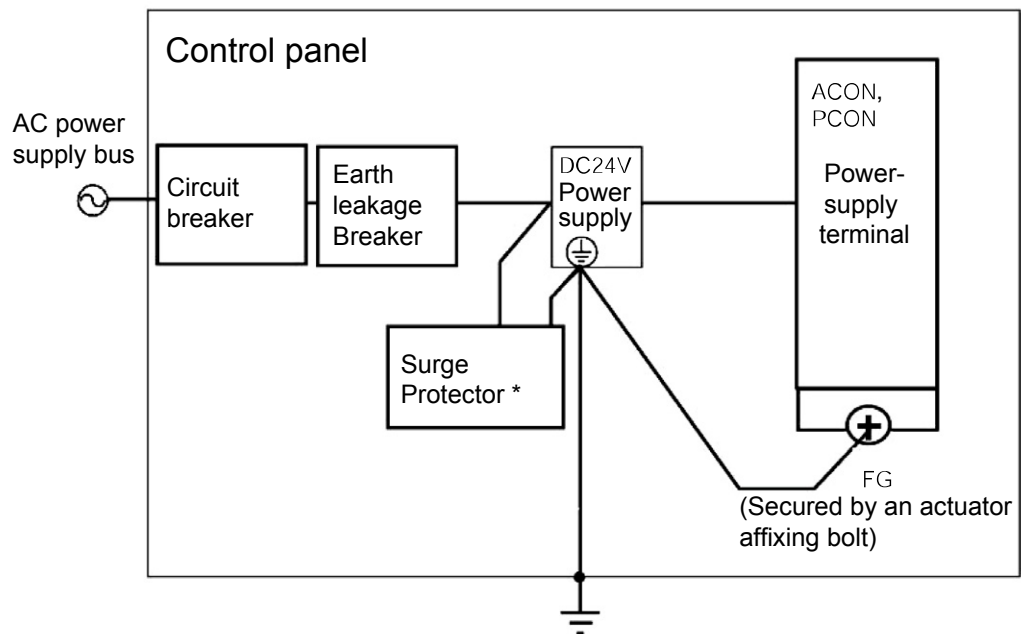 Control panel
AC power
supply bus
Circuit
breaker
Earth
leakage
Breaker
DC24V
Power
supply
ACON,
PCON
Power-
supply
terminal
Surge
Protector *
FG
(Secured by an actuator
affixing bolt)